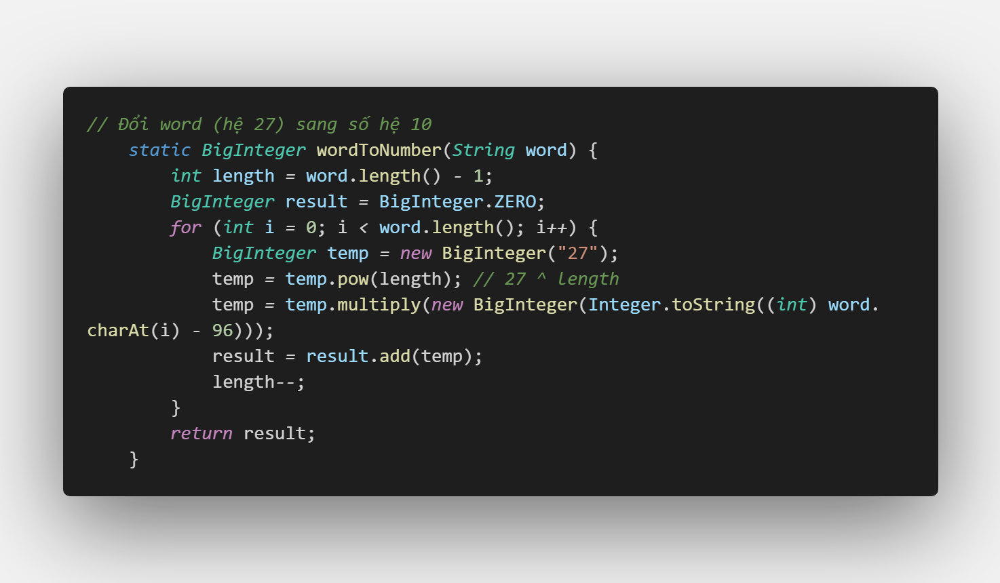 // Đổi word (hệ 27) sang số hệ 10
    static BigInteger wordToNumber(String word) {
        int length = word.length() - 1;
        BigInteger result = BigInteger.ZERO;
        for (int i = 0; i < word.length(); i++) {
            BigInteger temp = new BigInteger("27");
            temp = temp.pow(length); // 27 ^ length
            temp = temp.multiply(new BigInteger(Integer.toString((int) word.
charAt(i) - 96)));
            result = result.add(temp);
            length--;
        }
        return result;
    }